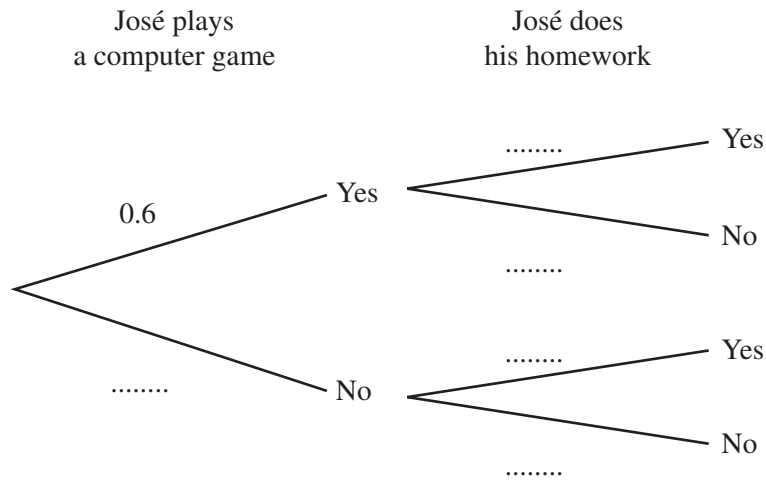 José plays
a computer game
José does
his homework
........
Yes
0.6
Yes
No
........
........
Yes
........
No
No
........